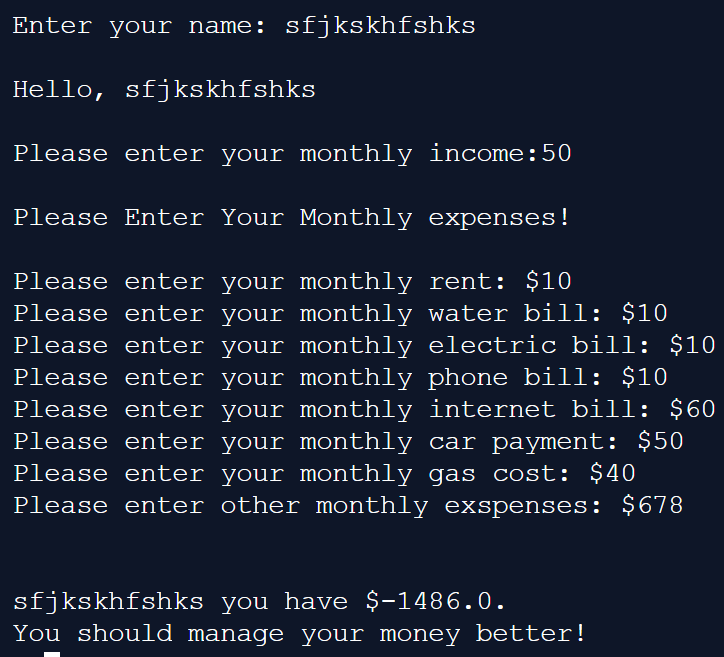 Enter your name: sfjkskhfshks
Hello, sfjkskhfshks
Please enter your monthly income:50
Please Enter Your Monthly expenses!
Please enter your monthly rent: $10
Please enter your monthly water bill: $10
Please enter your monthly electric bill: $10
Please enter your monthly phone bill: $10
Please enter your monthly internet bill: $60
Please enter your monthly car payment: $50
Please enter your monthly gas cost: $40
Please enter other monthly exspenses: $678
sfjkskhfshks you have $-1486.0.
You should manage your money better!